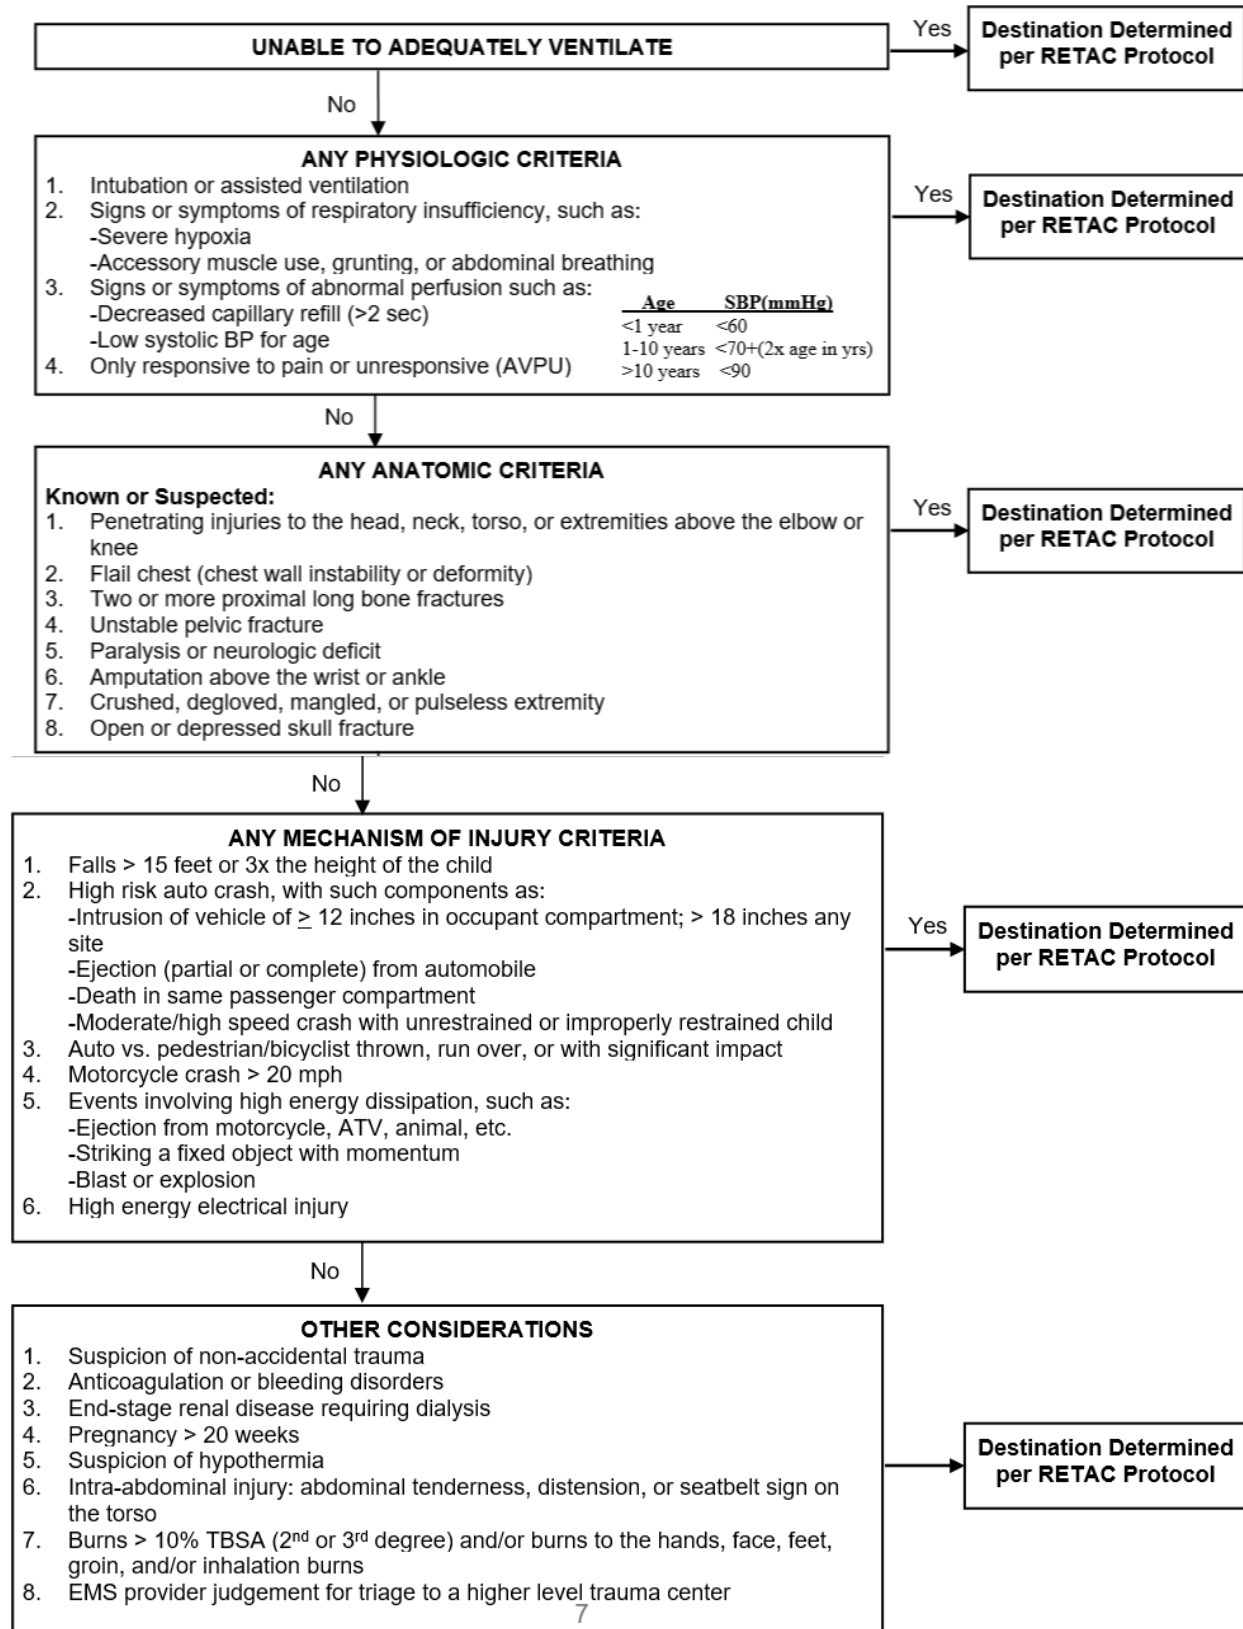 UNABLE TO ADEQUATELY VENTILATE
Yes
Destination Determined
per RETAC Protocol
No
ANY PHYSIOLOGIC CRITERIA
1. Intubation or assisted ventilation
2. Signs or symptoms of respiratory insufficiency, such as:
-Severe hypoxia
-Accessory muscle use, grunting, or abdominal breathing
3. Signs or symptoms of abnormal perfusion such as:
-Decreased capillary refill (>2 sec)
-Low systolic BP for age
4. Only responsive to pain or unresponsive (AVPU)
Age SBP(mmHg)
<1 year <60
1-10 years <70+(2x age in yrs)
>10 years <90
Yes
Destination Determined
per RETAC Protocol
No
ANY ANATOMIC CRITERIA
Known or Suspected:
1. Penetrating injuries to the head, neck, torso, or extremities above the elbow or
knee
2. Flail chest (chest wall instability or deformity)
3. Two or more proximal long bone fractures
4. Unstable pelvic fracture
5. Paralysis or neurologic deficit
6. Amputation above the wrist or ankle
7. Crushed, degloved, mangled, or pulseless extremity
8. Open or depressed skull fracture
Yes
Destination Determined
per RETAC Protocol
No
ANY MECHANISM OF INJURY CRITERIA
1. Falls > 15 feet or 3x the height of the child
2. High risk auto crash, with such components as:
-Intrusion of vehicle of ≥ 12 inches in occupant compartment; > 18 inches any
site
-Ejection (partial or complete) from automobile
-Death in same passenger compartment
-Moderate/high speed crash with unrestrained or improperly restrained child
3. Auto vs. pedestrian/bicyclist thrown, run over, or with significant impact
4. Motorcycle crash > 20 mph
5. Events involving high energy dissipation, such as:
-Ejection from motorcycle, ATV, animal, etc.
-Striking a fixed object with momentum
-Blast or explosion
6. High energy electrical injury
Yes
Destination Determined
per RETAC Protocol
No
OTHER CONSIDERATIONS
1. Suspicion of non-accidental trauma
2. Anticoagulation or bleeding disorders
3. End-stage renal disease requiring dialysis
4. Pregnancy > 20 weeks
5. Suspicion of hypothermia
6. Intra-abdominal injury: abdominal tenderness, distension, or seatbelt sign on
the torso
7. Burns > 10% TBSA (2nd or 3rd degree) and/or burns to the hands, face, feet,
groin, and/or inhalation burns
8. EMS provider judgement for triage to a higher level trauma center
Destination Determined
per RETAC Protocol
7